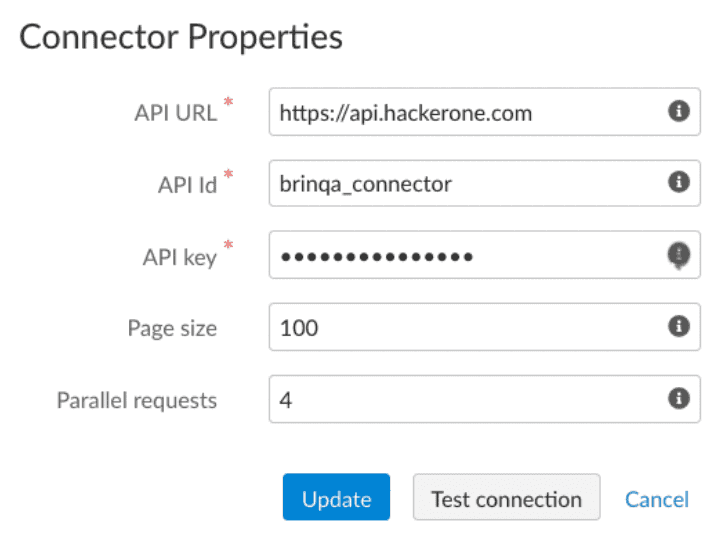 Connector Properties
API URL * https://api.hackerone.com
API Id * brinqa_connector
API key * •••••••••••••••
Page size 100
Parallel requests 4
Update Test connection Cancel